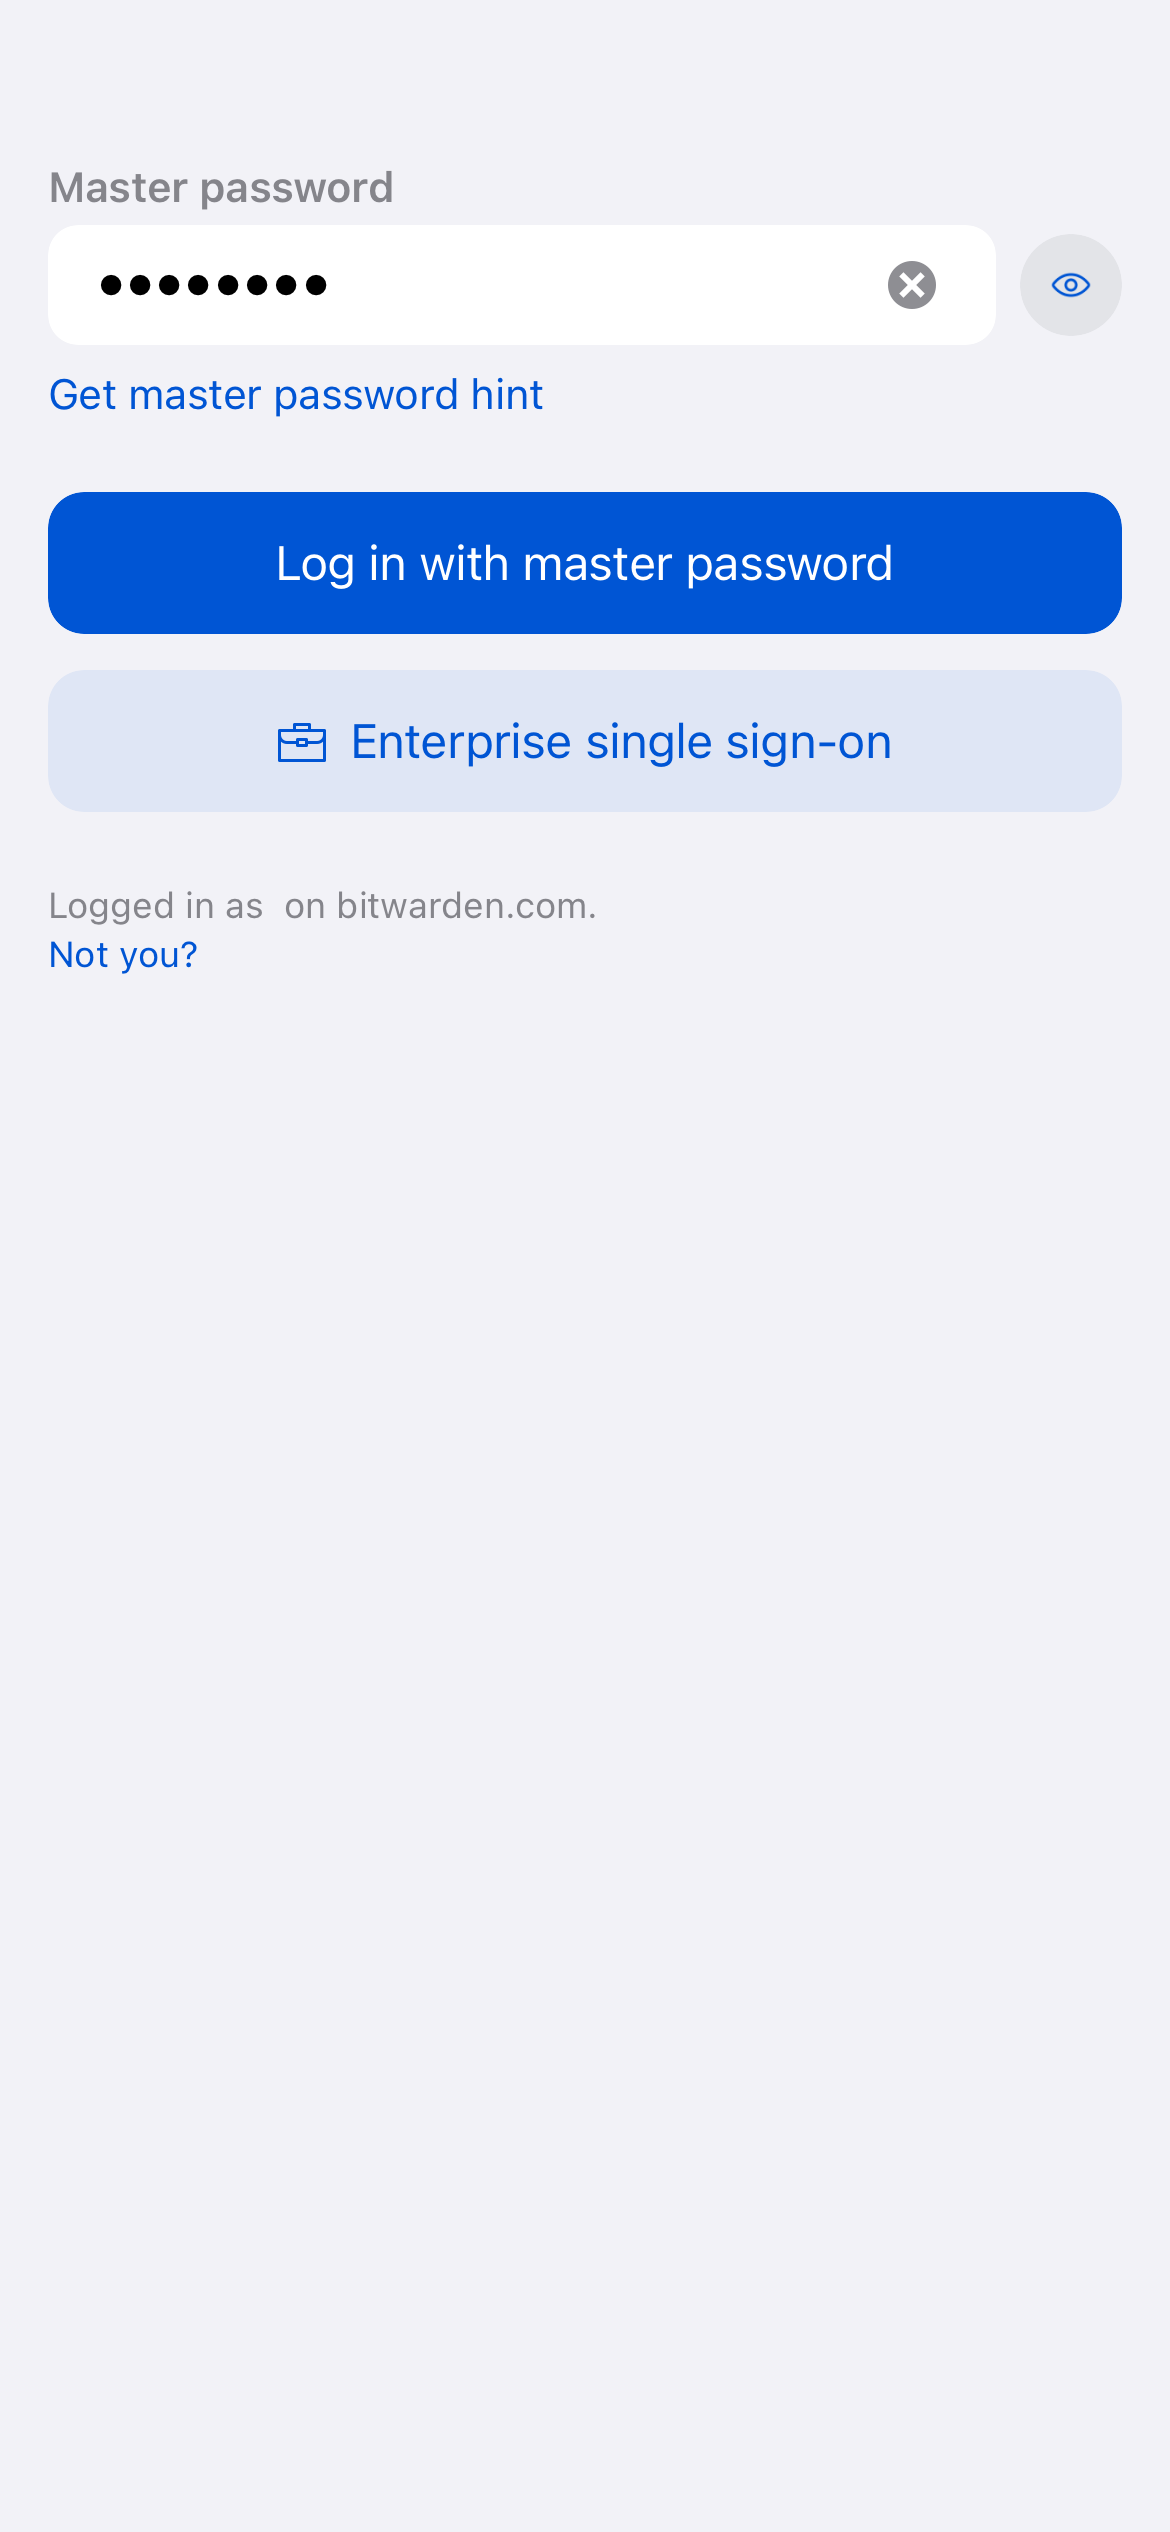 Master password
••••••••
Get master password hint
Log in with master password
Enterprise single sign-on
Logged in as  on bitwarden.com.
Not you?